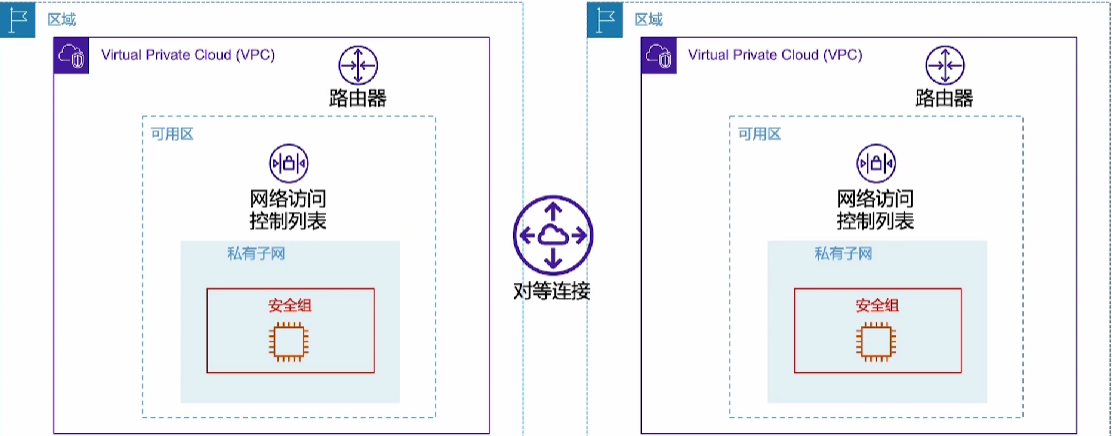 区域
Virtual Private Cloud (VPC)
路由器
可用区
网络访问
控制列表
私有子网
安全组
对等连接
区域
Virtual Private Cloud (VPC)
路由器
可用区
网络访问
控制列表
私有子网
安全组